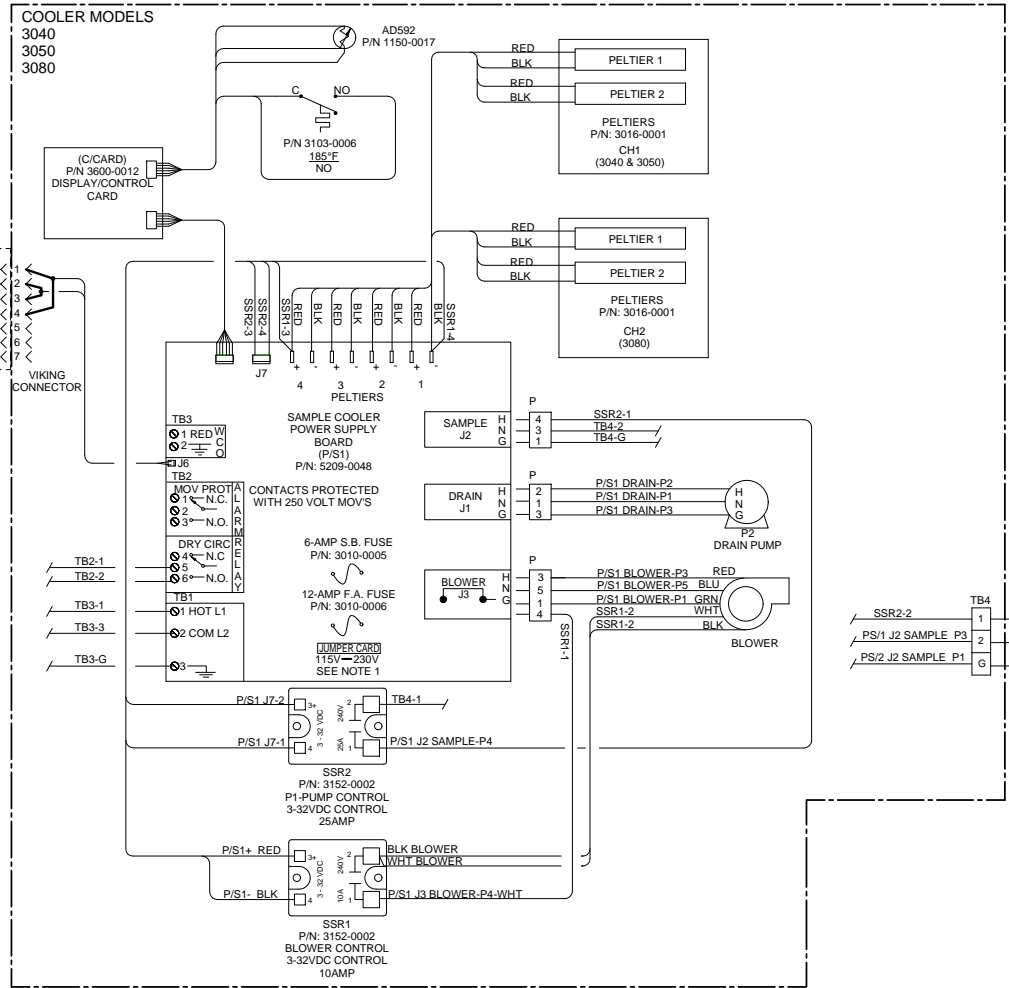 COOLER MODELS
3040
3050
3080
AD592
P/N 1150-0017
C
NO
P/N 3103-0006
185°F
NO
(C/CARD)
P/N 3600-0012
DISPLAY/CONTROL
CARD
RED
BLK
RED
BLK
PELTIER 1
PELTIER 2
PELTIERS
P/N: 3016-0001
CH1
(3040 & 3050)
RED
BLK
RED
BLK
PELTIER 1
PELTIER 2
PELTIERS
P/N: 3016-0001
CH2
(3080)
1
2
3
4
5
6
7
VIKING
CONNECTOR
SSR2-3
SSR2-4
SSR1-3
RED
BLK
RED
BLK
RED
BLK
RED
BLK
SSR1-4
J7
+ - + - + - + -
4 3 2 1
PELTIERS
SAMPLE COOLER
POWER SUPPLY
BOARD
(P/S1)
P/N: 5209-0048
TB3
1 RED
2
WCO
J6
TB2
MOV PROT
1 N.C.
2
3 N.O.
DRY CIRC
4 N.C
5
6 N.O.
ALARM RELAY
CONTACTS PROTECTED
WITH 250 VOLT MOV'S
6-AMP S.B. FUSE
P/N: 3010-0005
12-AMP F.A. FUSE
P/N: 3010-0006
JUMPER CARD
115V 230V
SEE NOTE 1
TB1
1 HOT L1
2 COM L2
3
TB2-1
TB2-2
TB3-1
TB3-3
TB3-G
SAMPLE
J2
H
N
G
P
4
3
1
SSR2-1
TB4-2
TB4-G
DRAIN
J1
H
N
G
P
2
1
3
P/S1 DRAIN-P2
P/S1 DRAIN-P1
P/S1 DRAIN-P3
H
N
G
P2
DRAIN PUMP
BLOWER
J3
H
N
G
P
3
5
1
4
P/S1 BLOWER-P3 RED
P/S1 BLOWER-P5 BLU
P/S1 BLOWER-P1 GRN
SSR1-2 WHT
SSR1-2 BLK
SSR1-1
BLOWER
SSR2-2
PS/1 J2 SAMPLE P3
PS/2 J2 SAMPLE P1
TB4
1
2
G
P/S1 J7-2
P/S1 J7-1
3+
4
3 - 32 VDC
240V
25A
2
1
TB4-1
P/S1 J2 SAMPLE-P4
SSR2
P/N: 3152-0002
P1-PUMP CONTROL
3-32VDC CONTROL
25AMP
P/S1+ RED
P/S1- BLK
3+
4
3 - 32 VDC
240V
10A
2
1
BLK BLOWER
WHT BLOWER
P/S1 J3 BLOWER-P4-WHT
SSR1
P/N: 3152-0002
BLOWER CONTROL
3-32VDC CONTROL
10AMP